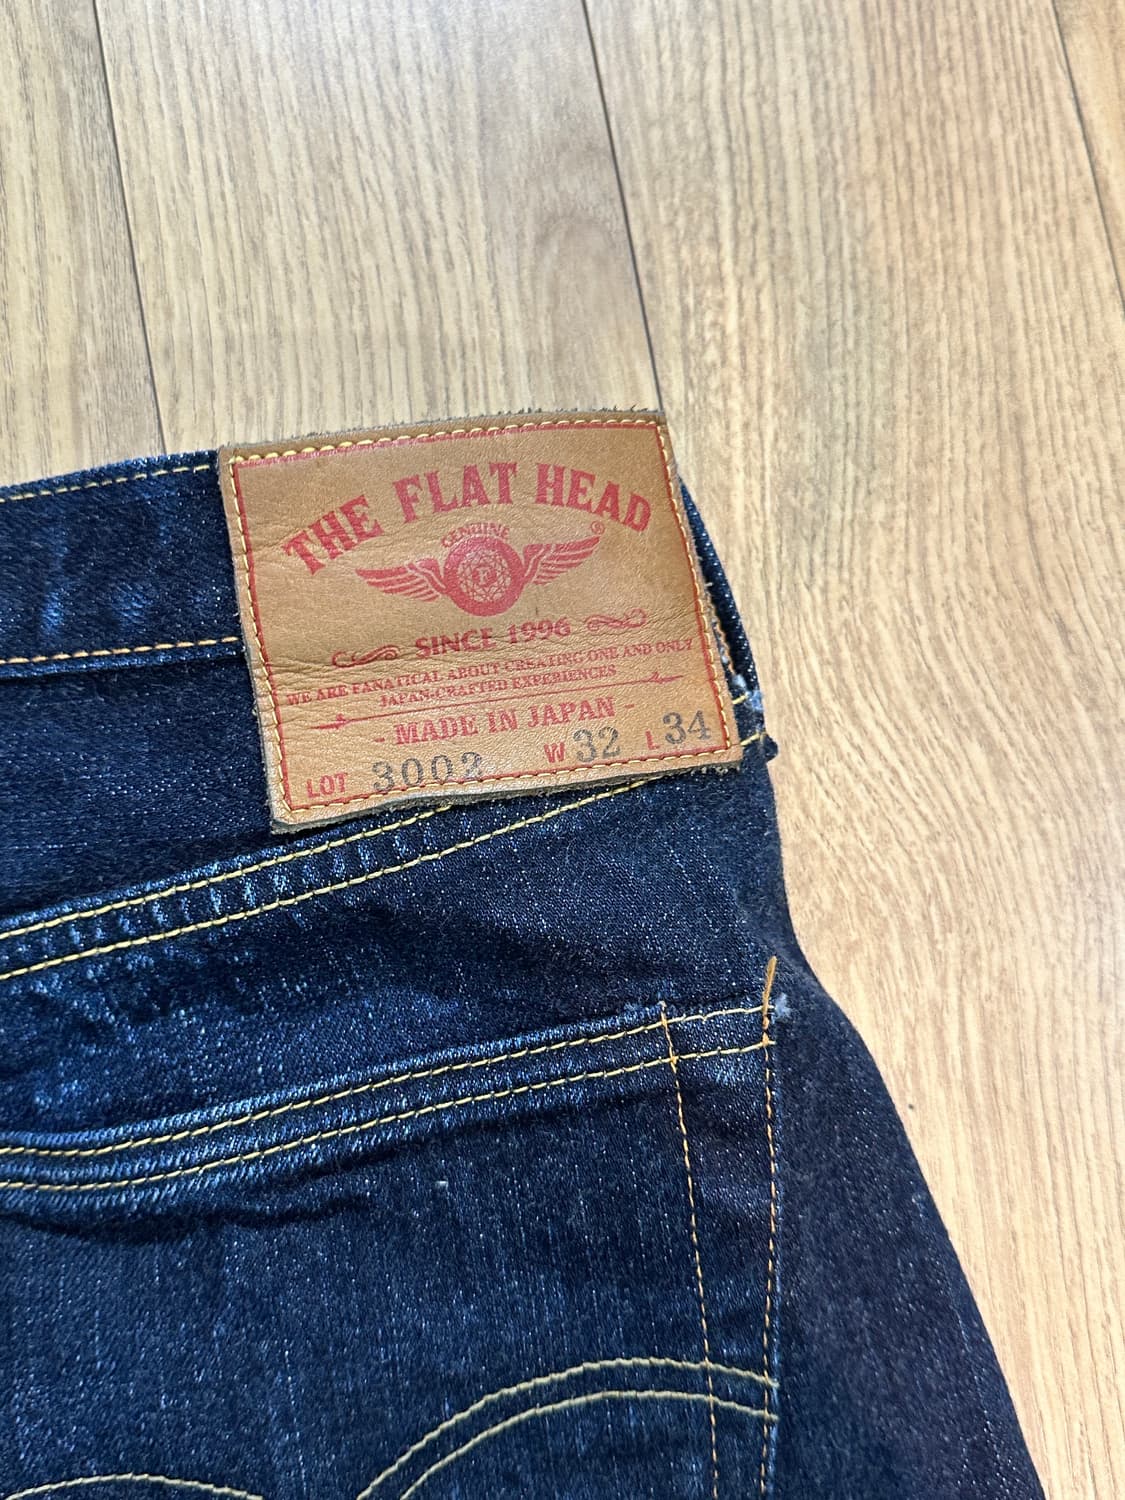 THE FLAT HEAD
GENUINE
®
F
SINCE 1996
WE ARE FANATICAL ABOUT CREATING ONE AND ONLY
JAPAN-CRAFTED EXPERIENCES
- MADE IN JAPAN -
LOT 3002 W 32 L 34